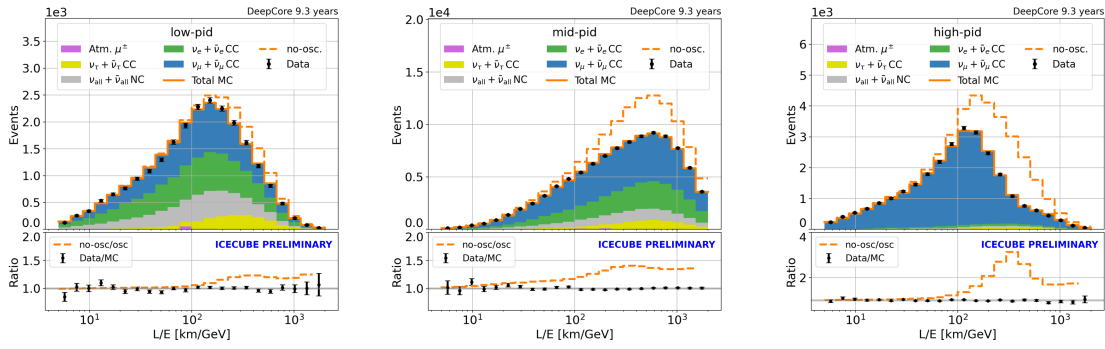 1e3
DeepCore 9.3 years
low-pid
Atm. μ±
ντ + ν̄τ CC
νall + ν̄all NC
νe + ν̄e CC
νμ + ν̄μ CC
Total MC
no-osc.
Data
Events
3.5
3.0
2.5
2.0
1.5
1.0
0.5
0.0
no-osc/osc
Data/MC
ICECUBE PRELIMINARY
Ratio
2.0
1.5
1.0
0.5
10¹
10²
10³
L/E [km/GeV]
1e4
DeepCore 9.3 years
mid-pid
Atm. μ±
ντ + ν̄τ CC
νall + ν̄all NC
νe + ν̄e CC
νμ + ν̄μ CC
Total MC
no-osc.
Data
Events
2.0
1.6
1.2
0.8
0.4
0.0
no-osc/osc
Data/MC
ICECUBE PRELIMINARY
Ratio
2.0
1.5
1.0
0.5
10¹
10²
10³
L/E [km/GeV]
1e3
DeepCore 9.3 years
high-pid
Atm. μ±
ντ + ν̄τ CC
νall + ν̄all NC
νe + ν̄e CC
νμ + ν̄μ CC
Total MC
no-osc.
Data
Events
6
5
4
3
2
1
0
no-osc/osc
Data/MC
ICECUBE PRELIMINARY
Ratio
4
2
10¹
10²
10³
L/E [km/GeV]